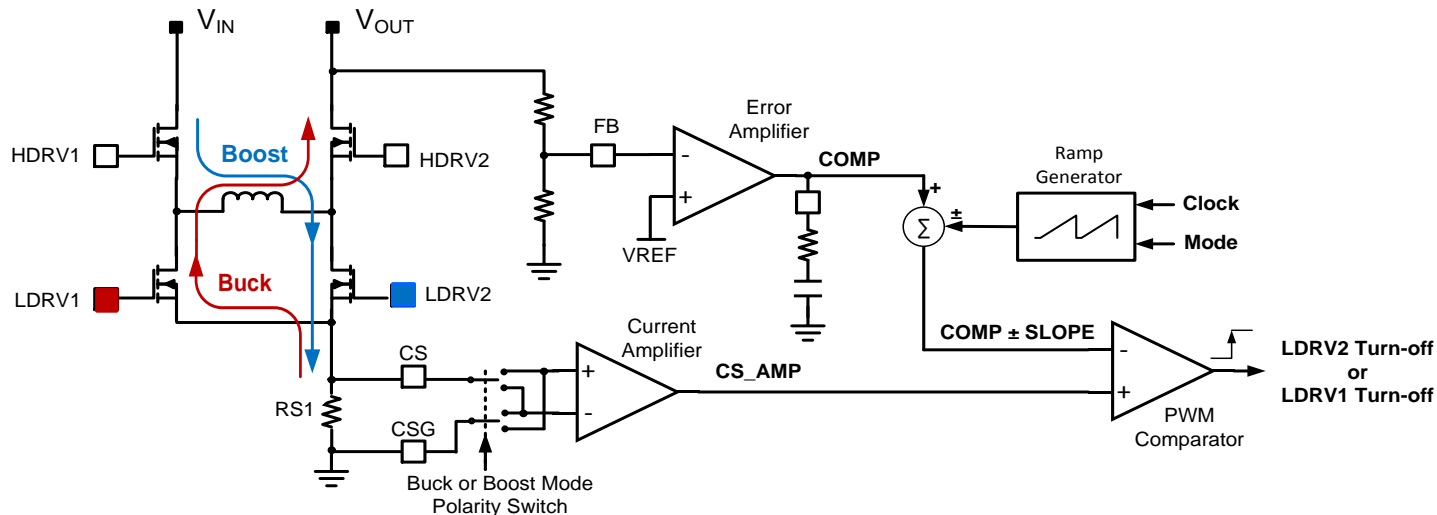 VIN
VOUT
HDRV1
Boost
HDRV2
LDRV1
Buck
LDRV2
FB
Error
Amplifier
-
+
VREF
COMP
+
Σ
±
Ramp
Generator
Clock
Mode
CS
RS1
CSG
Buck or Boost Mode
Polarity Switch
Current
Amplifier
+
-
CS_AMP
COMP ± SLOPE
-
+
PWM
Comparator
LDRV2 Turn-off
or
LDRV1 Turn-off